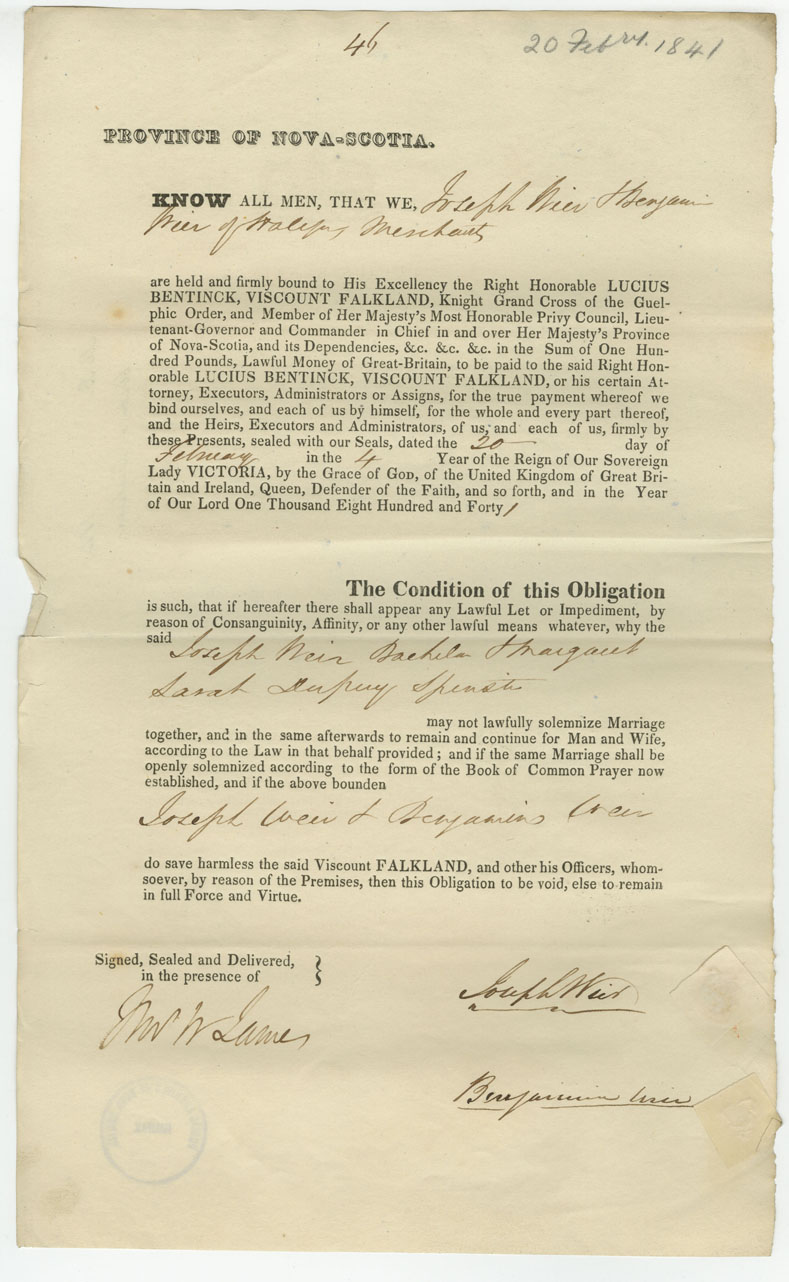 46
20 Febry. 1841
PROVINCE OF NOVA-SCOTIA.
KNOW ALL MEN, THAT WE, Joseph Wier & Benjamin
Wier of Halifax Merchants
are held and firmly bound to His Excellency the Right Honorable LUCIUS
BENTINCK, VISCOUNT FALKLAND, Knight Grand Cross of the Guel-
phic Order, and Member of Her Majesty's Most Honorable Privy Council, Lieu-
tenant-Governor and Commander in Chief in and over Her Majesty's Province
of Nova-Scotia, and its Dependencies, &c. &c. &c. in the Sum of One Hun-
dred Pounds, Lawful Money of Great-Britain, to be paid to the said Right Hon-
orable LUCIUS BENTINCK, VISCOUNT FALKLAND, or his certain At-
torney, Executors, Administrators or Assigns, for the true payment whereof we
bind ourselves, and each of us by himself, for the whole and every part thereof,
and the Heirs, Executors and Administrators, of us, and each of us, firmly by
these Presents, sealed with our Seals, dated the 20 day of
February in the 4 Year of the Reign of Our Sovereign
Lady VICTORIA, by the Grace of GOD, of the United Kingdom of Great Bri-
tain and Ireland, Queen, Defender of the Faith, and so forth, and in the Year
of Our Lord One Thousand Eight Hundred and Forty 1
The Condition of this Obligation
is such, that if hereafter there shall appear any Lawful Let or Impediment, by
reason of Consanguinity, Affinity, or any other lawful means whatever, why the
said Joseph Weir Bachelor & Margaret
Sarah Dupuy Spinster
may not lawfully solemnize Marriage
together, and in the same afterwards to remain and continue for Man and Wife,
according to the Law in that behalf provided; and if the same Marriage shall be
openly solemnized according to the form of the Book of Common Prayer now
established, and if the above bounden
Joseph Weir & Benjamin Weir
do save harmless the said Viscount FALKLAND, and other his Officers, whom-
soever, by reason of the Premises, then this Obligation to be void, else to remain
in full Force and Virtue.
Signed, Sealed and Delivered,
in the presence of
Joseph Wier
Thos W James
Benjamin Wier